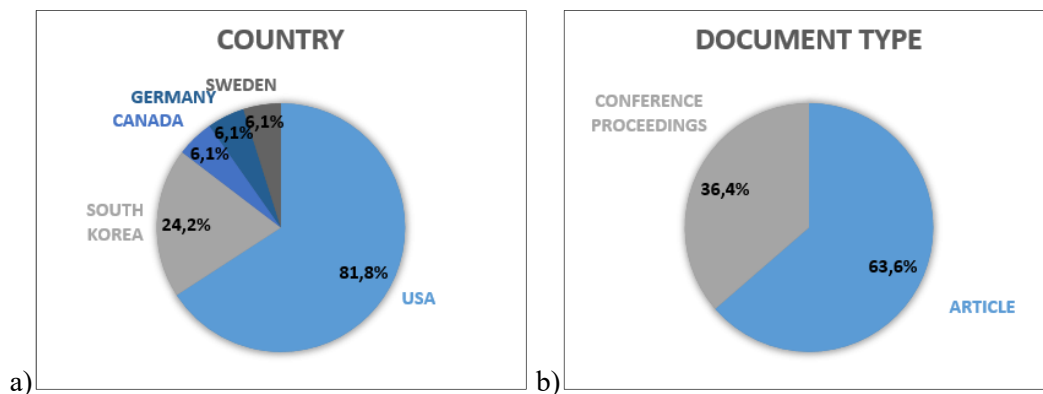 COUNTRY
SWEDEN
GERMANY
CANADA
6,1%
6,1%
6,1%
SOUTH
KOREA
24,2%
81,8%
USA
a)
DOCUMENT TYPE
CONFERENCE
PROCEEDINGS
36,4%
63,6%
ARTICLE
b)